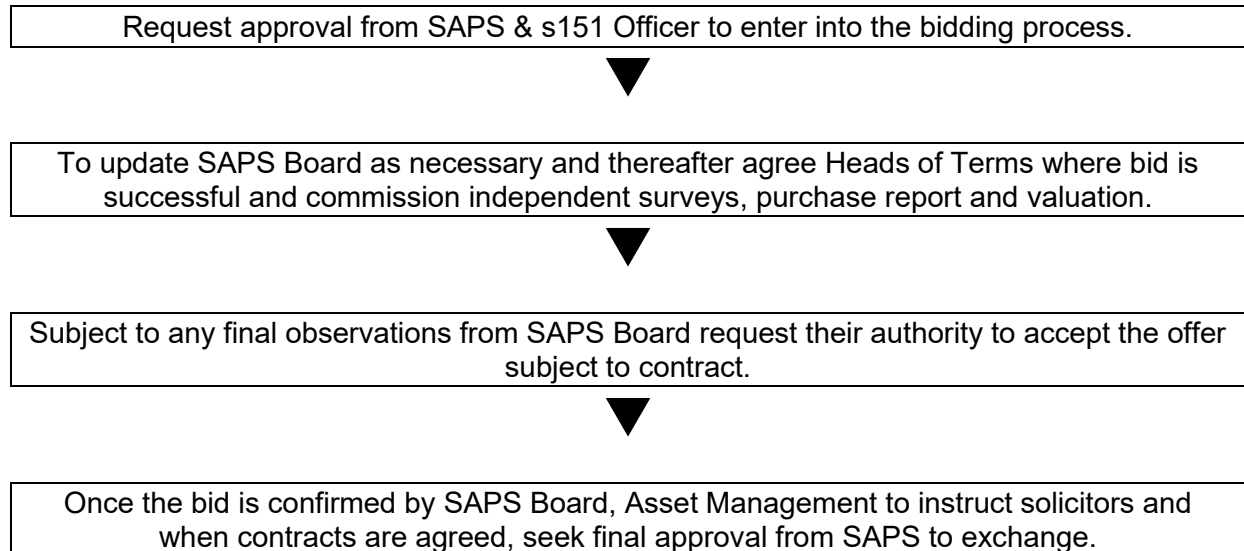 Request approval from SAPS & s151 Officer to enter into the bidding process.
To update SAPS Board as necessary and thereafter agree Heads of Terms where bid is
successful and commission independent surveys, purchase report and valuation.
Subject to any final observations from SAPS Board request their authority to accept the offer
subject to contract.
Once the bid is confirmed by SAPS Board, Asset Management to instruct solicitors and
when contracts are agreed, seek final approval from SAPS to exchange.